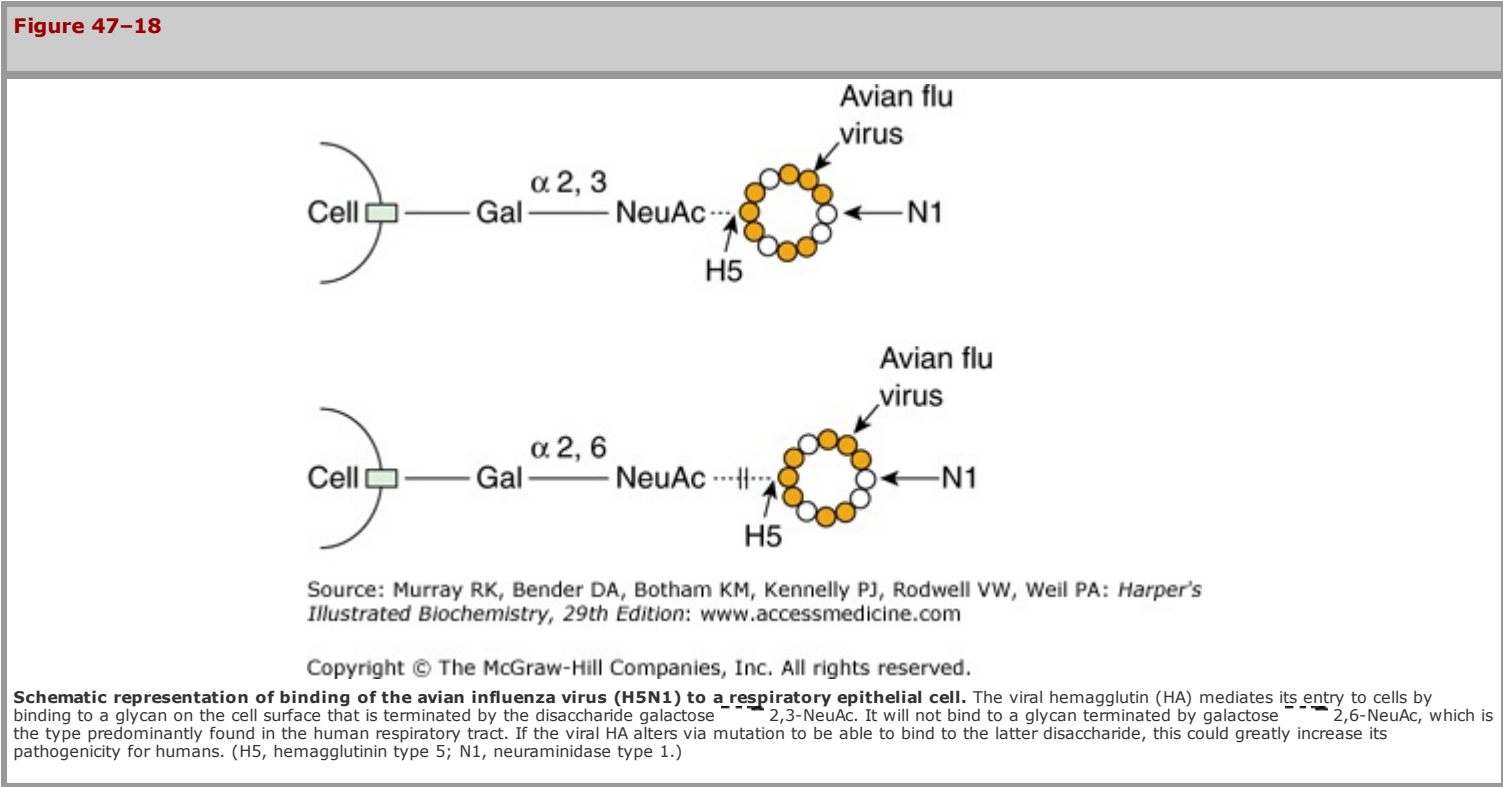 Figure 47–18
Avian flu
virus
α 2, 3
Cell
Gal
NeuAc
N1
H5
Avian flu
virus
α 2, 6
Cell
Gal
NeuAc
N1
H5
Source: Murray RK, Bender DA, Botham KM, Kennelly PJ, Rodwell VW, Weil PA: Harper's
Illustrated Biochemistry, 29th Edition: www.accessmedicine.com
Copyright © The McGraw-Hill Companies, Inc. All rights reserved.
Schematic representation of binding of the avian influenza virus (H5N1) to a respiratory epithelial cell. The viral hemagglutin (HA) mediates its entry to cells by
binding to a glycan on the cell surface that is terminated by the disaccharide galactose 2,3-NeuAc. It will not bind to a glycan terminated by galactose 2,6-NeuAc, which is
the type predominantly found in the human respiratory tract. If the viral HA alters via mutation to be able to bind to the latter disaccharide, this could greatly increase its
pathogenicity for humans. (H5, hemagglutinin type 5; N1, neuraminidase type 1.)